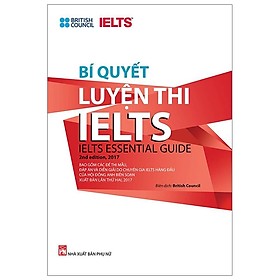 BRITISH COUNCIL IELTS
BÍ QUYẾT
LUYỆN THI
IELTS
IELTS ESSENTIAL GUIDE
2nd edition, 2017
BAO GỒM CÁC ĐỀ THI MẪU,
ĐÁP ÁN VÀ DIỄN GIẢI DO CHUYÊN GIA IELTS HÀNG ĐẦU
CỦA HỘI ĐỒNG ANH BIÊN SOẠN
XUẤT BẢN LẦN THỨ HAI, 2017
Biên dịch: British Council
NHÀ XUẤT BẢN PHỤ NỮ